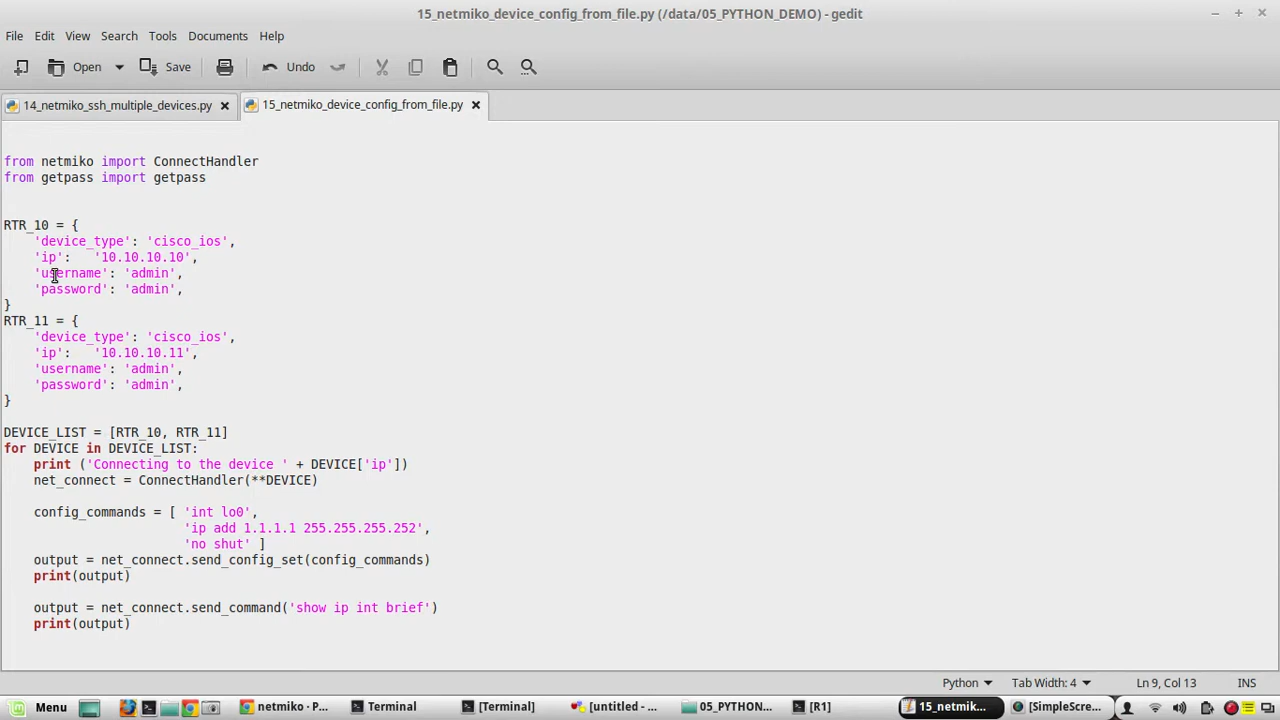 15_netmiko_device_config_from_file.py (/data/05_PYTHON_DEMO) - gedit
File Edit View Search Tools Documents Help
Open Save Undo
14_netmiko_ssh_multiple_devices.py 15_netmiko_device_config_from_file.py
from netmiko import ConnectHandler
from getpass import getpass
RTR_10 = {
'device_type': 'cisco_ios',
'ip': '10.10.10.10',
'username': 'admin',
'password': 'admin',
}
RTR_11 = {
'device_type': 'cisco_ios',
'ip': '10.10.10.11',
'username': 'admin',
'password': 'admin',
}
DEVICE_LIST = [RTR_10, RTR_11]
for DEVICE in DEVICE_LIST:
print ('Connecting to the device ' + DEVICE['ip'])
net_connect = ConnectHandler(**DEVICE)
config_commands = [ 'int lo0',
'ip add 1.1.1.1 255.255.255.252',
'no shut' ]
output = net_connect.send_config_set(config_commands)
print(output)
output = net_connect.send_command('show ip int brief')
print(output)
Python Tab Width: 4 Ln 9, Col 13 INS
Menu netmiko · P... Terminal [Terminal] [untitled - ... 05_PYTHON... [R1] 15_netmik... [SimpleScre...